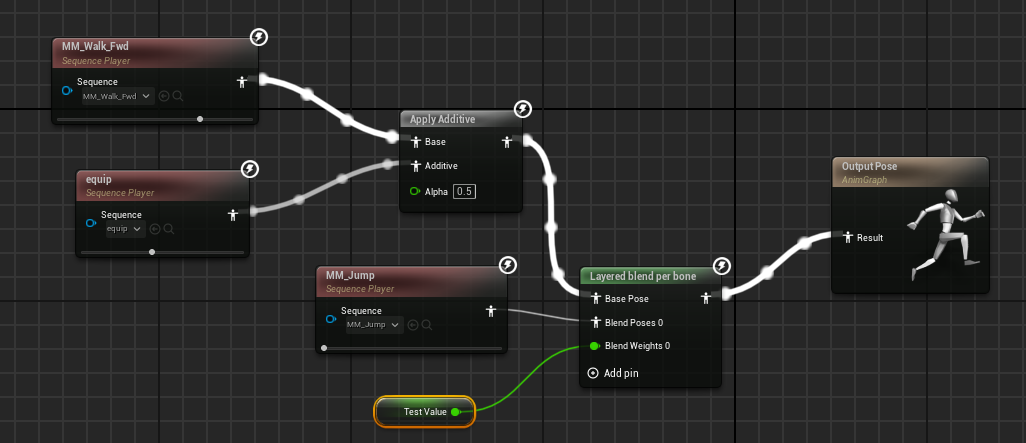 MM_Walk_Fwd
Sequence Player
Sequence
MM_Walk_Fwd
Apply Additive
Base
Additive
Alpha 0.5
equip
Sequence Player
Sequence
equip
Output Pose
AnimGraph
Result
MM_Jump
Sequence Player
Sequence
MM_Jump
Layered blend per bone
Base Pose
Blend Poses 0
Blend Weights 0
Add pin
Test Value